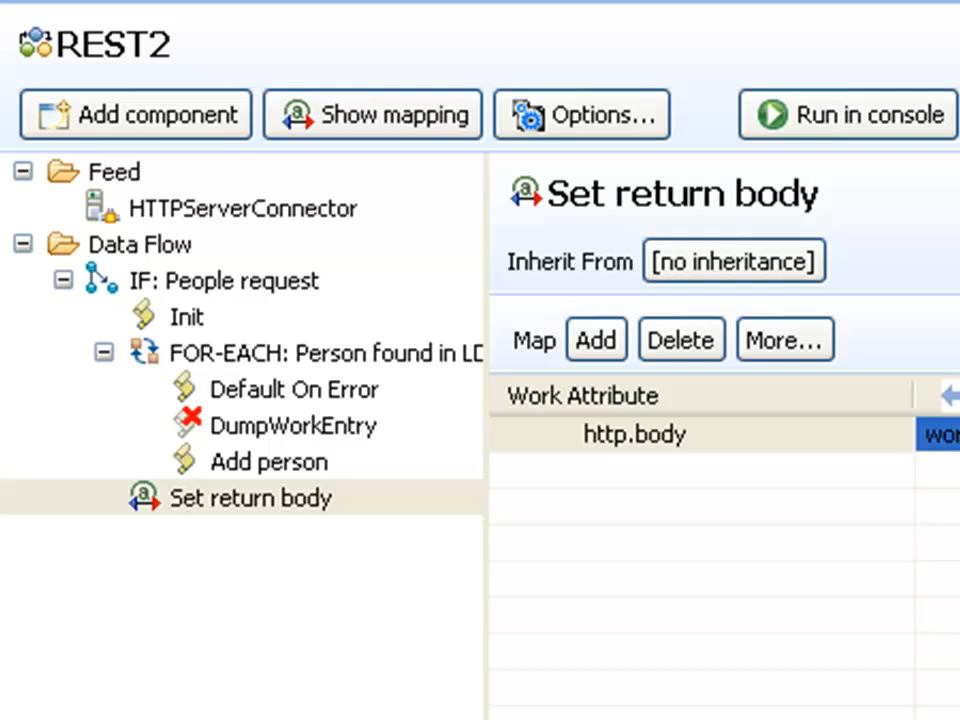 REST2
Add component
Show mapping
Options...
Run in console
Feed
HTTPServerConnector
Data Flow
IF: People request
Init
FOR-EACH: Person found in LD
Default On Error
DumpWorkEntry
Add person
Set return body
Set return body
Inherit From [no inheritance]
Map Add Delete More...
Work Attribute
http.body